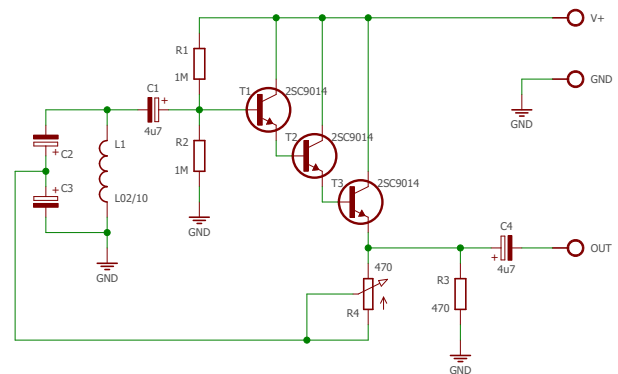 V+
R1
1M
GND
C1
4u7
T1
2SC9014
GND
T2
2SC9014
L1
R2
1M
C2
T3
2SC9014
C3
L02/10
GND
C4
4u7
OUT
GND
470
R4
R3
470
GND